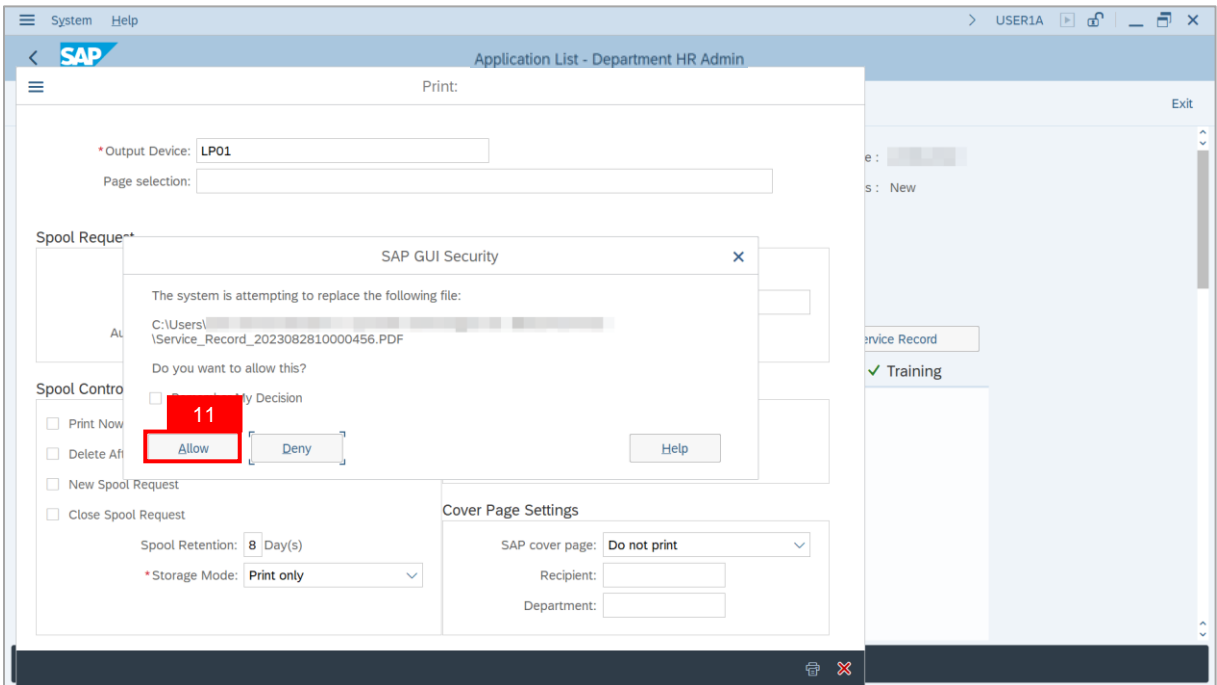 System Help
USER1A
SAP
Application List - Department HR Admin
Print:
Exit
*Output Device: LP01
Page selection:
e :
s : New
Spool Request
SAP GUI Security
The system is attempting to replace the following file:
C:\Users\
\Service_Record_2023082810000456.PDF
Au
Do you want to allow this?
ervice Record
Training
Spool Contro
My Decision
11
Print Now
Allow
Deny
Help
Delete Aft
New Spool Request
Close Spool Request
Cover Page Settings
Spool Retention: 8 Day(s)
SAP cover page: Do not print
*Storage Mode: Print only
Recipient:
Department: